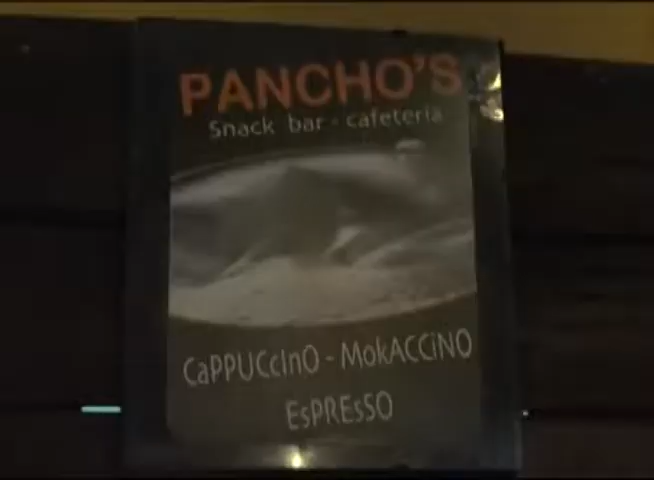 PANCHO'S
Snack bar - cafeteria
CaPPUCcInO - MokACCiNO
EsPREsSO